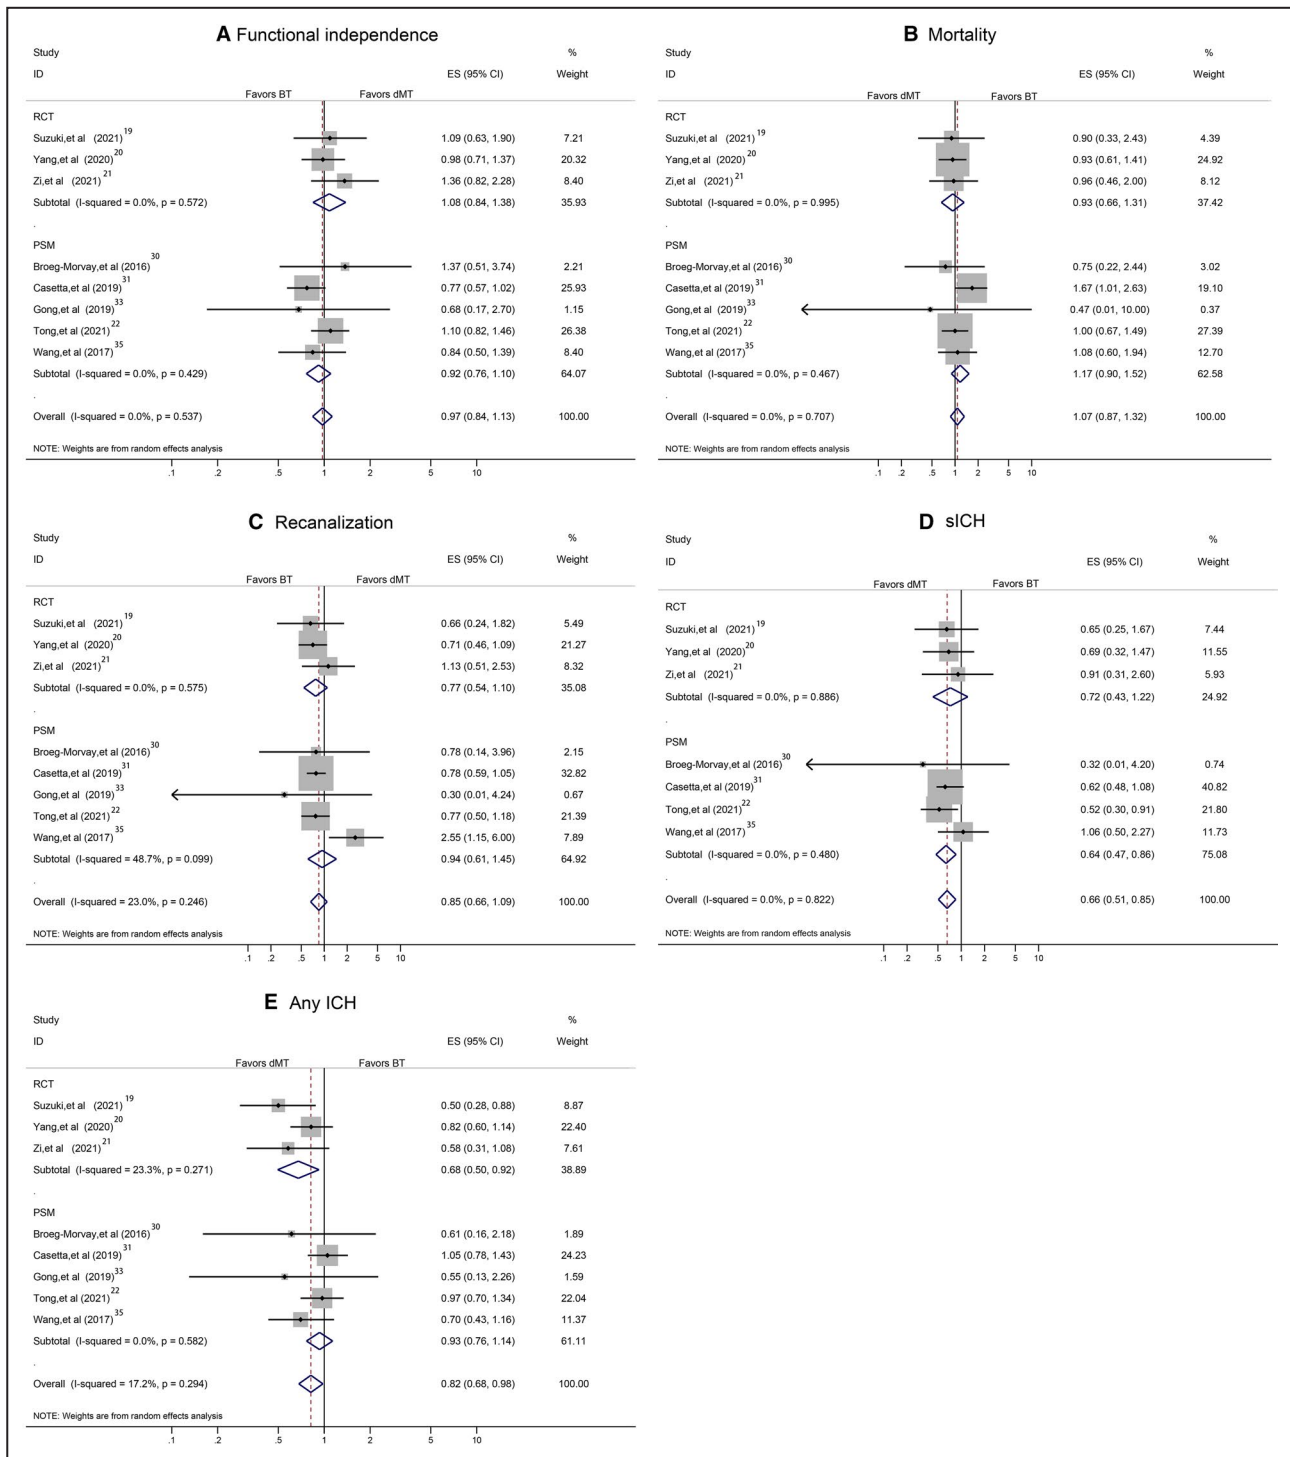 A Functional independence
Study %
ID ES (95% CI) Weight
Favors BT Favors dMT
RCT
Suzuki,et al (2021) 19 1.09 (0.63, 1.90) 7.21
Yang,et al (2020) 20 0.98 (0.71, 1.37) 20.32
Zi,et al (2021) 21 1.36 (0.82, 2.28) 8.40
Subtotal (I-squared = 0.0%, p = 0.572) 1.08 (0.84, 1.38) 35.93
.
PSM
Broeg-Morvay,et al (2016) 30 1.37 (0.51, 3.74) 2.21
Casetta,et al (2019) 31 0.77 (0.57, 1.02) 25.93
Gong,et al (2019) 33 0.68 (0.17, 2.70) 1.15
Tong,et al (2021) 22 1.10 (0.82, 1.46) 26.38
Wang,et al (2017) 35 0.84 (0.50, 1.39) 8.40
Subtotal (I-squared = 0.0%, p = 0.429) 0.92 (0.76, 1.10) 64.07
.
Overall (I-squared = 0.0%, p = 0.537) 0.97 (0.84, 1.13) 100.00
NOTE: Weights are from random effects analysis
.1 .2 .5 1 2 5 10
B Mortality
Study %
ID ES (95% CI) Weight
Favors dMT Favors BT
RCT
Suzuki,et al (2021) 19 0.90 (0.33, 2.43) 4.39
Yang,et al (2020) 20 0.93 (0.61, 1.41) 24.92
Zi,et al (2021) 21 0.96 (0.46, 2.00) 8.12
Subtotal (I-squared = 0.0%, p = 0.995) 0.93 (0.66, 1.31) 37.42
.
PSM
Broeg-Morvay,et al (2016) 30 0.75 (0.22, 2.44) 3.02
Casetta,et al (2019) 31 1.67 (1.01, 2.63) 19.10
Gong,et al (2019) 33 0.47 (0.01, 10.00) 0.37
Tong,et al (2021) 22 1.00 (0.67, 1.49) 27.39
Wang,et al (2017) 35 1.08 (0.60, 1.94) 12.70
Subtotal (I-squared = 0.0%, p = 0.467) 1.17 (0.90, 1.52) 62.58
.
Overall (I-squared = 0.0%, p = 0.707) 1.07 (0.87, 1.32) 100.00
NOTE: Weights are from random effects analysis
.1 .2 .5 1 2 5 10
C Recanalization
Study %
ID ES (95% CI) Weight
Favors BT Favors dMT
RCT
Suzuki,et al (2021) 19 0.66 (0.24, 1.82) 5.49
Yang,et al (2020) 20 0.71 (0.46, 1.09) 21.27
Zi,et al (2021) 21 1.13 (0.51, 2.53) 8.32
Subtotal (I-squared = 0.0%, p = 0.575) 0.77 (0.54, 1.10) 35.08
.
PSM
Broeg-Morvay,et al (2016) 30 0.78 (0.14, 3.96) 2.15
Casetta,et al (2019) 31 0.78 (0.59, 1.05) 32.82
Gong,et al (2019) 33 0.30 (0.01, 4.24) 0.67
Tong,et al (2021) 22 0.77 (0.50, 1.18) 21.39
Wang,et al (2017) 35 2.55 (1.15, 6.00) 7.89
Subtotal (I-squared = 48.7%, p = 0.099) 0.94 (0.61, 1.45) 64.92
.
Overall (I-squared = 23.0%, p = 0.246) 0.85 (0.66, 1.09) 100.00
NOTE: Weights are from random effects analysis
.1 .2 .5 1 2 5 10
D sICH
Study %
ID ES (95% CI) Weight
Favors dMT Favors BT
RCT
Suzuki,et al (2021) 19 0.65 (0.25, 1.67) 7.44
Yang,et al (2020) 20 0.69 (0.32, 1.47) 11.55
Zi,et al (2021) 21 0.91 (0.31, 2.60) 5.93
Subtotal (I-squared = 0.0%, p = 0.886) 0.72 (0.43, 1.22) 24.92
.
PSM
Broeg-Morvay,et al (2016) 30 0.32 (0.01, 4.20) 0.74
Casetta,et al (2019) 31 0.62 (0.48, 1.08) 40.82
Tong,et al (2021) 22 0.52 (0.30, 0.91) 21.80
Wang,et al (2017) 35 1.06 (0.50, 2.27) 11.73
Subtotal (I-squared = 0.0%, p = 0.480) 0.64 (0.47, 0.86) 75.08
.
Overall (I-squared = 0.0%, p = 0.822) 0.66 (0.51, 0.85) 100.00
NOTE: Weights are from random effects analysis
.1 .2 .5 1 2 5 10
E Any ICH
Study %
ID ES (95% CI) Weight
Favors dMT Favors BT
RCT
Suzuki,et al (2021) 19 0.50 (0.28, 0.88) 8.87
Yang,et al (2020) 20 0.82 (0.60, 1.14) 22.40
Zi,et al (2021) 21 0.58 (0.31, 1.08) 7.61
Subtotal (I-squared = 23.3%, p = 0.271) 0.68 (0.50, 0.92) 38.89
.
PSM
Broeg-Morvay,et al (2016) 30 0.61 (0.16, 2.18) 1.89
Casetta,et al (2019) 31 1.05 (0.78, 1.43) 24.23
Gong,et al (2019) 33 0.55 (0.13, 2.26) 1.59
Tong,et al (2021) 22 0.97 (0.70, 1.34) 22.04
Wang,et al (2017) 35 0.70 (0.43, 1.16) 11.37
Subtotal (I-squared = 0.0%, p = 0.582) 0.93 (0.76, 1.14) 61.11
.
Overall (I-squared = 17.2%, p = 0.294) 0.82 (0.68, 0.98) 100.00
NOTE: Weights are from random effects analysis
.1 .2 .5 1 2 5 10